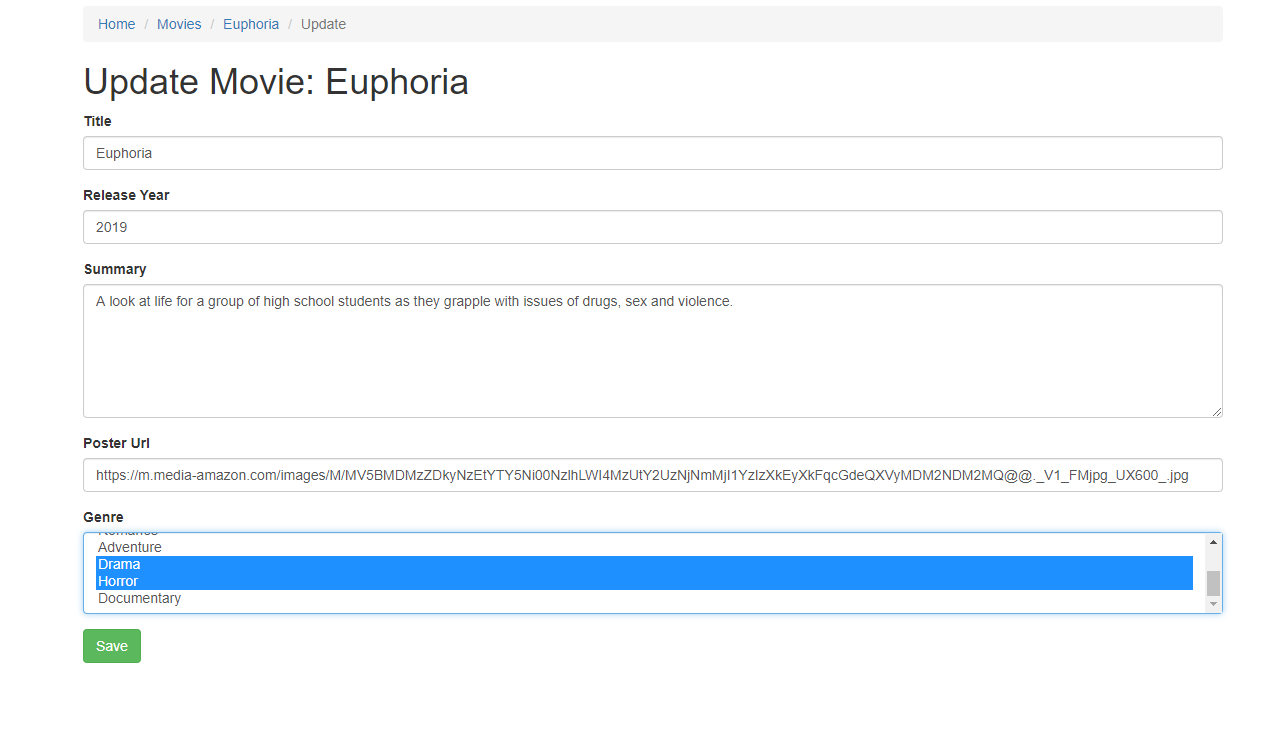 Home / Movies / Euphoria / Update
Update Movie: Euphoria
Title
Euphoria
Release Year
2019
Summary
A look at life for a group of high school students as they grapple with issues of drugs, sex and violence.
Poster Url
https://m.media-amazon.com/images/M/MV5BMDMzZDkyNzEtYTY5Ni00NzlhLWI4MzUtY2UzNjNmMjI1YzIzXkEyXkFqcGdeQXVyMDM2NDM2MQ@@._V1_FMjpg_UX600_.jpg
Genre
Adventure
Drama
Horror
Documentary
Save